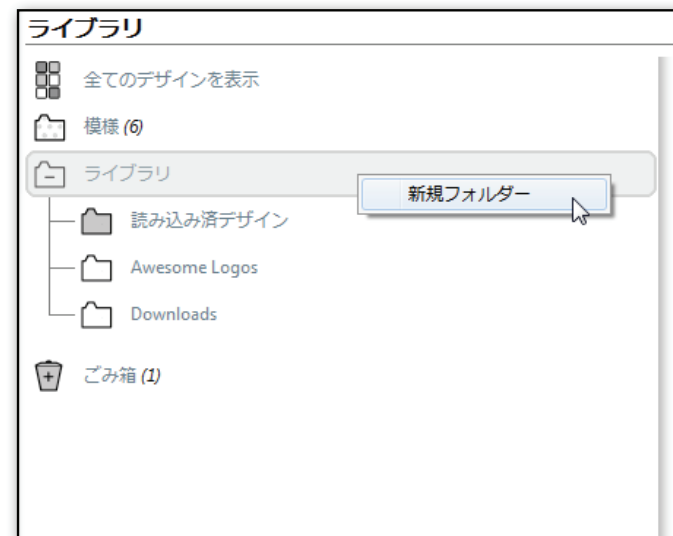 ライブラリ
全てのデザインを表示
模様 (6)
ライブラリ
新規フォルダー
読み込み済デザイン
Awesome Logos
Downloads
ごみ箱 (1)